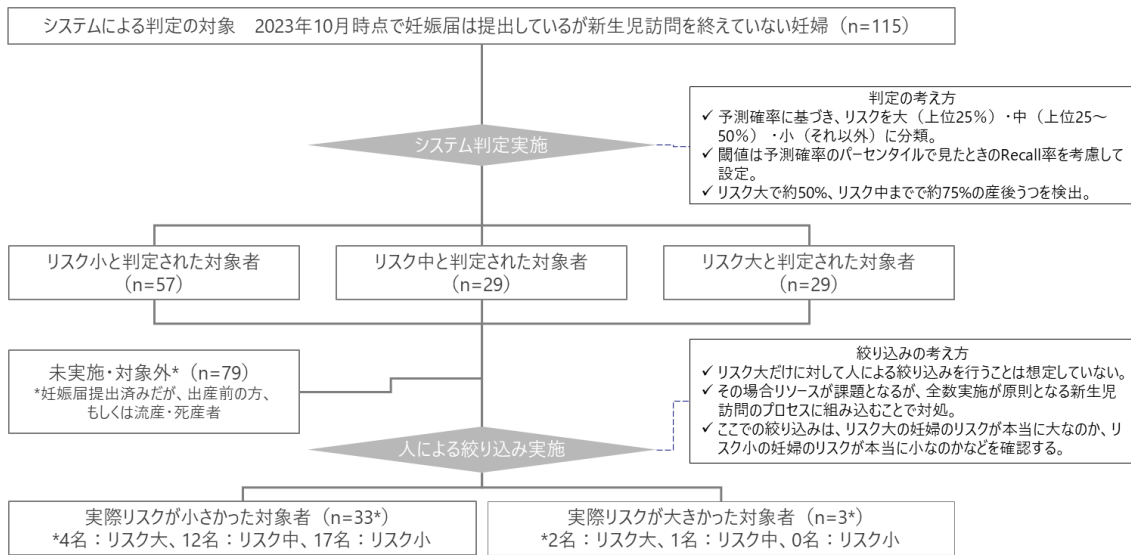 システムによる判定の対象　2023年10月時点で妊娠届は提出しているが新生児訪問を終えていない妊婦（n=115）
判定の考え方
✓ 予測確率に基づき、リスクを大（上位25%）・中（上位25～
50%）・小（それ以外）に分類。
✓ 閾値は予測確率のパーセンタイルで見たときのRecall率を考慮して
設定。
✓ リスク大で約50%、リスク中までで約75%の産後うつを検出。
システム判定実施
リスク小と判定された対象者
（n=57）
リスク中と判定された対象者
（n=29）
リスク大と判定された対象者
（n=29）
未実施・対象外*（n=79）
*妊娠届提出済みだが、出産前の方、
もしくは流産・死産者
絞り込みの考え方
✓ リスク大だけに対して人による絞り込みを行うことは想定していない。
✓ その場合リソースが課題となるが、全数実施が原則となる新生児
訪問のプロセスに組み込むことで対処。
✓ ここでの絞り込みは、リスク大の妊婦のリスクが本当に大なのか、リ
スク小の妊婦のリスクが本当に小なのかなどを確認する。
人による絞り込み実施
実際リスクが小さかった対象者（n=33*）
*4名：リスク大、12名：リスク中、17名：リスク小
実際リスクが大きかった対象者（n=3*）
*2名：リスク大、1名：リスク中、0名：リスク小